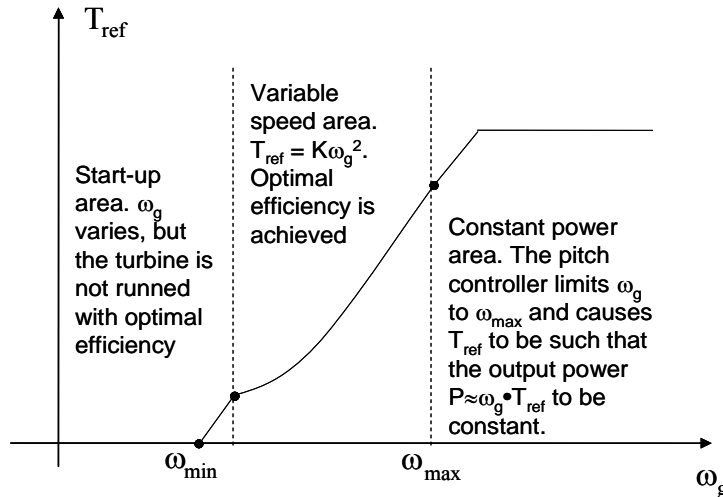 T_ref
Variable
speed area.
T_ref = Kω_g².
Optimal
efficiency is
achieved
Start-up
area. ω_g
varies, but
the turbine is
not runned
with optimal
efficiency
Constant power
area. The pitch
controller limits ω_g
to ω_max and causes
T_ref to be such that
the output power
P≈ω_g•T_ref to be
constant.
ω_min
ω_max
ω_g